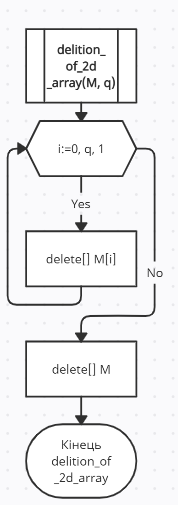 delition_
of_2d
_array(M, q)
i:=0, q, 1
Yes
delete[] M[i]
No
delete[] M
Кінець
delition_of
_2d_array